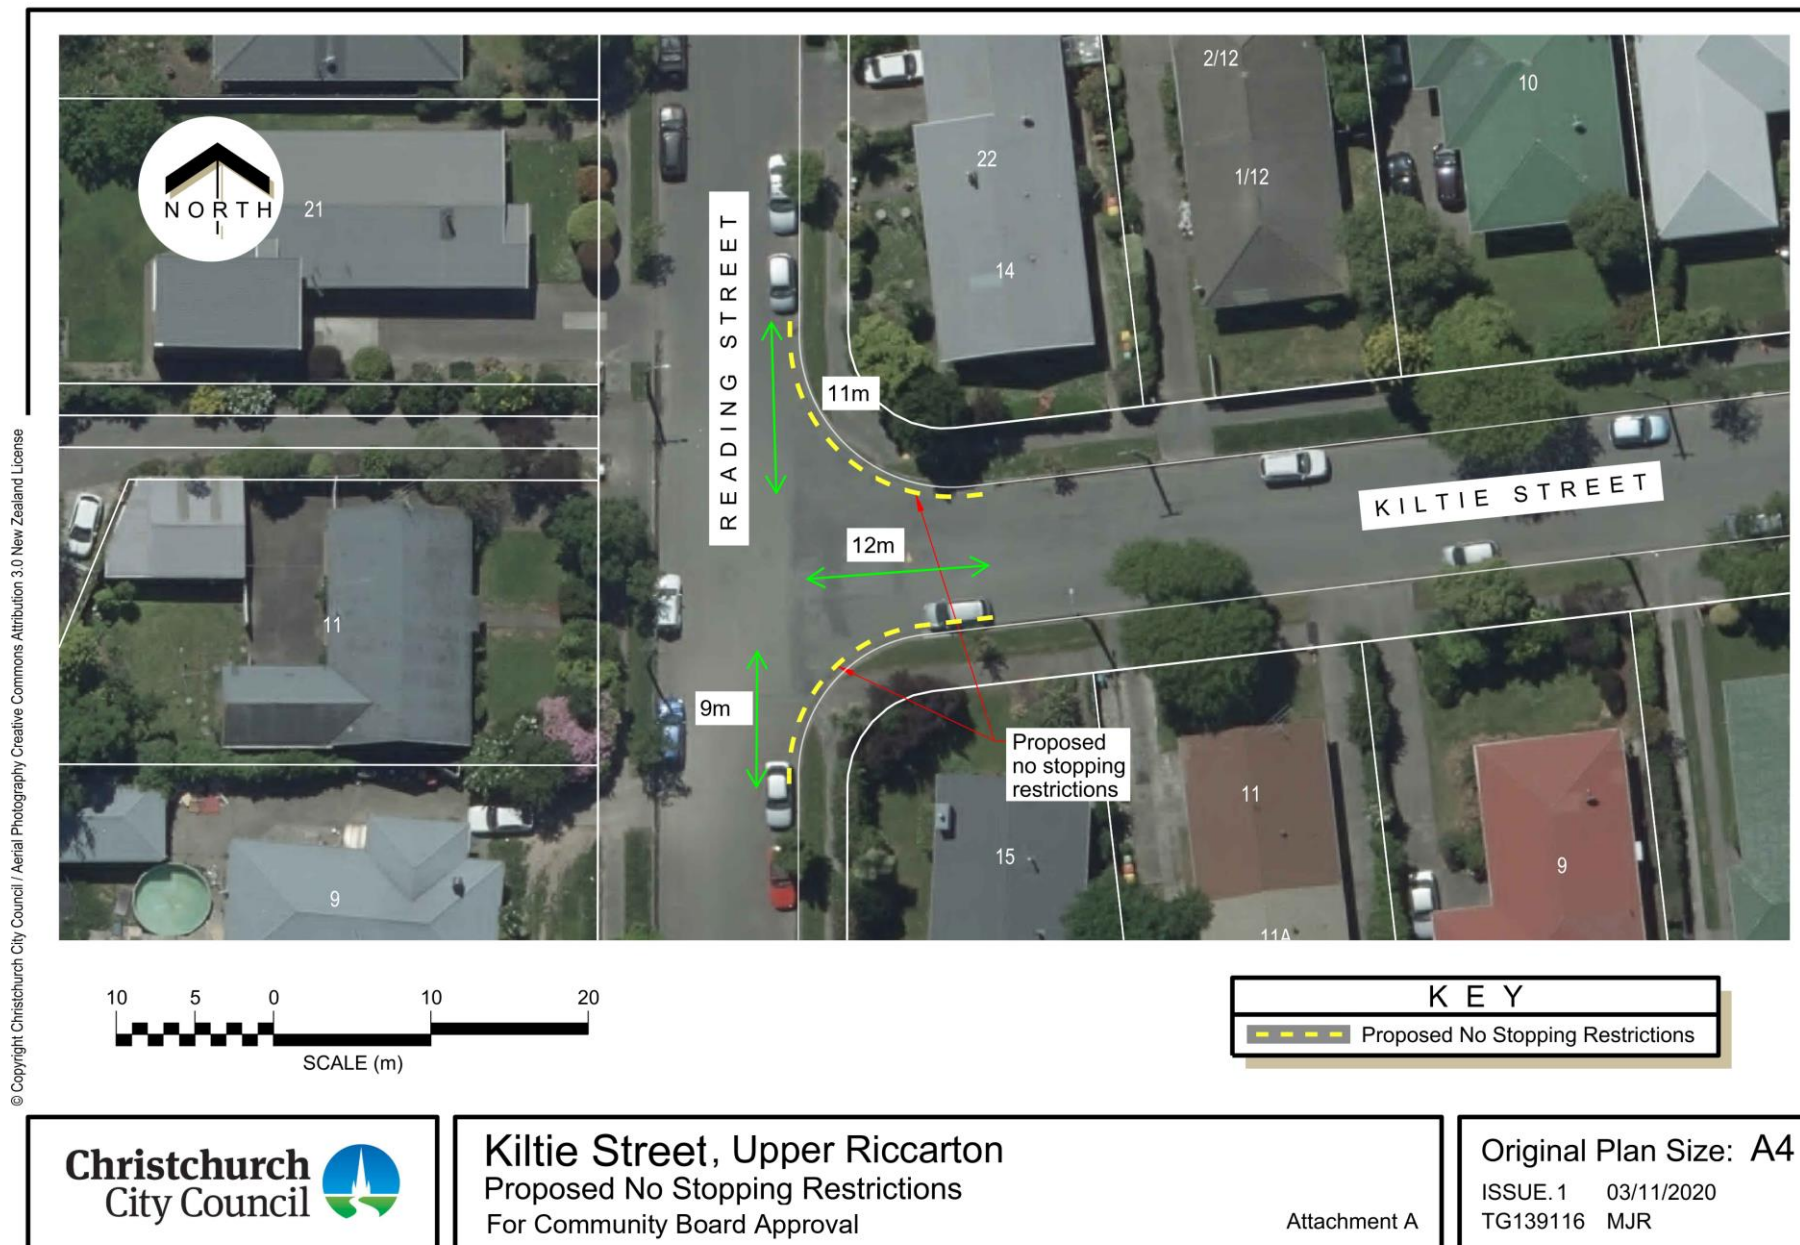 © Copyright Christchurch City Council / Aerial Photography Creative Commons Attribution 3.0 New Zealand License
NORTH
READING STREET
KILTIE STREET
2/12
10
22
1/12
21
14
11m
12m
11
9m
Proposed
no stopping
restrictions
15
11
9
9
11A
10 5 0 10 20
SCALE (m)
KEY
Proposed No Stopping Restrictions
Christchurch
City Council
Kiltie Street, Upper Riccarton
Proposed No Stopping Restrictions
For Community Board Approval
Attachment A
Original Plan Size: A4
ISSUE.1 03/11/2020
TG139116 MJR